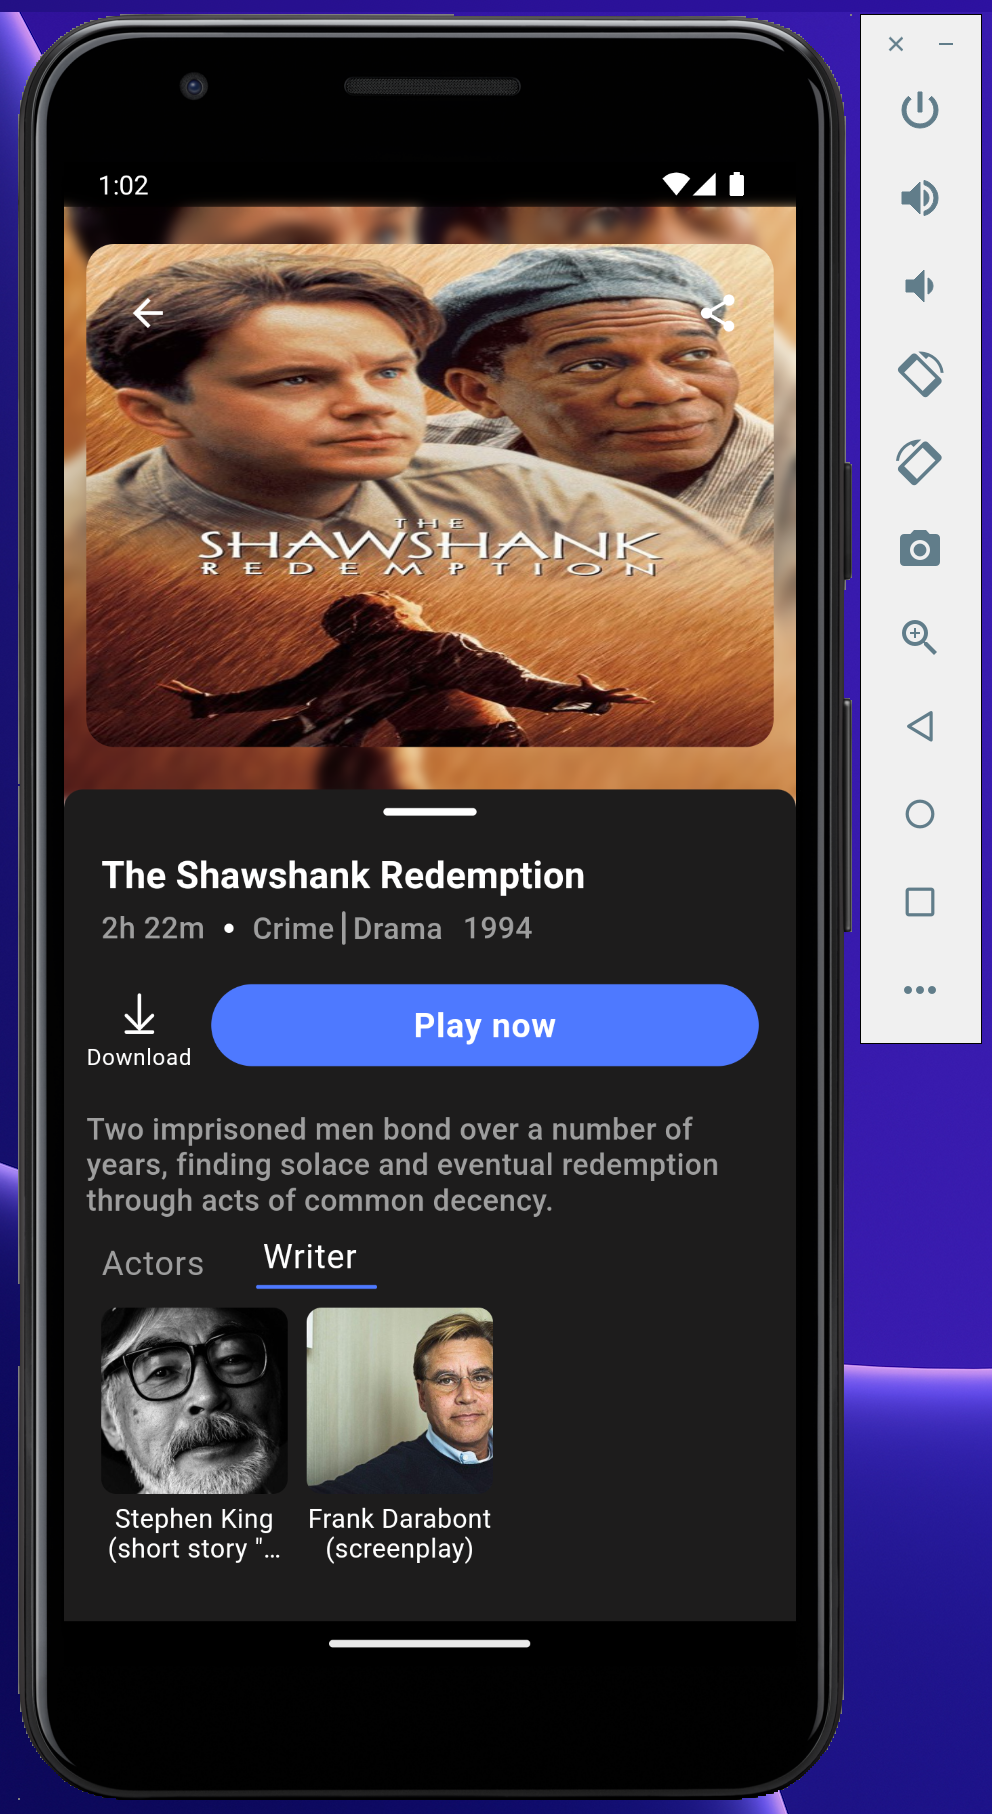 1:02
THE
SHAWSHANK
REDEMPTION
The Shawshank Redemption
2h 22m • Crime | Drama 1994
Download
Play now
Two imprisoned men bond over a number of
years, finding solace and eventual redemption
through acts of common decency.
Actors Writer
Stephen King
(short story "...
Frank Darabont
(screenplay)